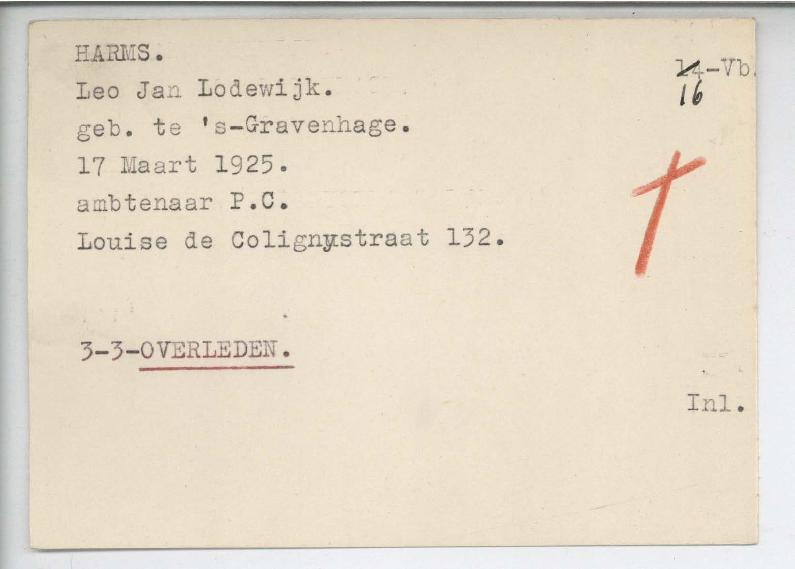 HARMS.
14-Vb.
16
Leo Jan Lodewijk.
geb. te 's-Gravenhage.
17 Maart 1925.
ambtenaar P.C.
Louise de Colignystraat 132.
3-3-OVERLEDEN.
Inl.